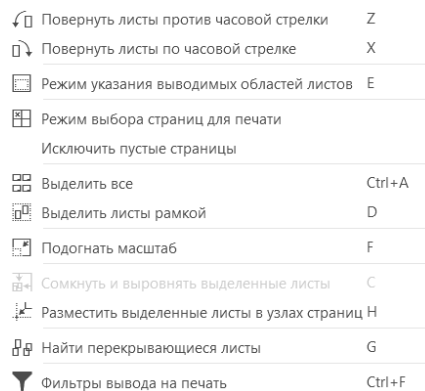 Повернуть листы против часовой стрелки Z
Повернуть листы по часовой стрелке X
Режим указания выводимых областей листов E
Режим выбора страниц для печати
Исключить пустые страницы
Выделить все Ctrl+A
Выделить листы рамкой D
Подогнать масштаб F
Сомкнуть и выровнять выделенные листы C
Разместить выделенные листы в узлах страниц H
Найти перекрывающиеся листы G
Фильтры вывода на печать Ctrl+F